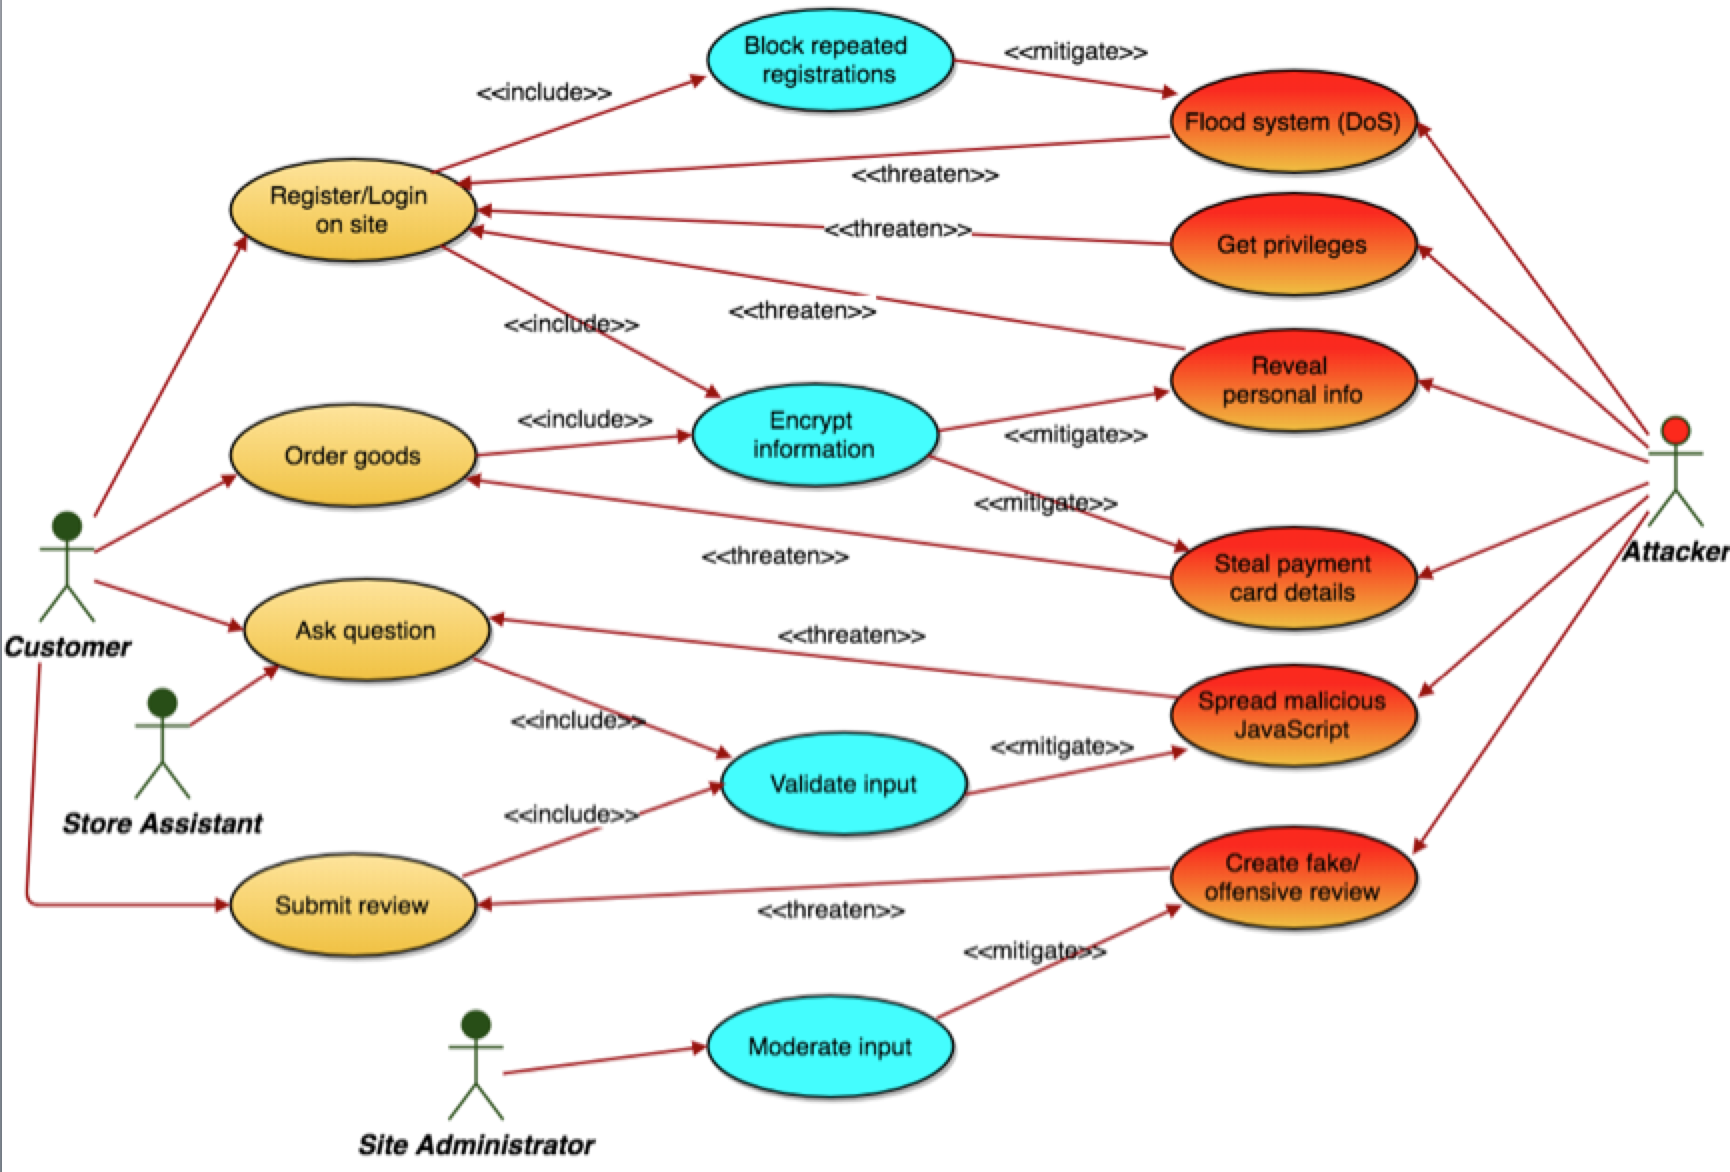 Block repeated
registrations
<<mitigate>>
<<include>>
Flood system (DoS)
<<threaten>>
Register/Login
on site
<<threaten>>
Get privileges
<<threaten>>
<<include>>
Reveal
personal info
<<include>>
Encrypt
information
<<mitigate>>
Order goods
<<mitigate>>
<<threaten>>
Steal payment
card details
Attacker
Ask question
<<threaten>>
Customer
<<include>>
Spread malicious
JavaScript
<<mitigate>>
Validate input
<<include>>
Store Assistant
Create fake/
offensive review
Submit review
<<threaten>>
<<mitigate>>
Moderate input
Site Administrator